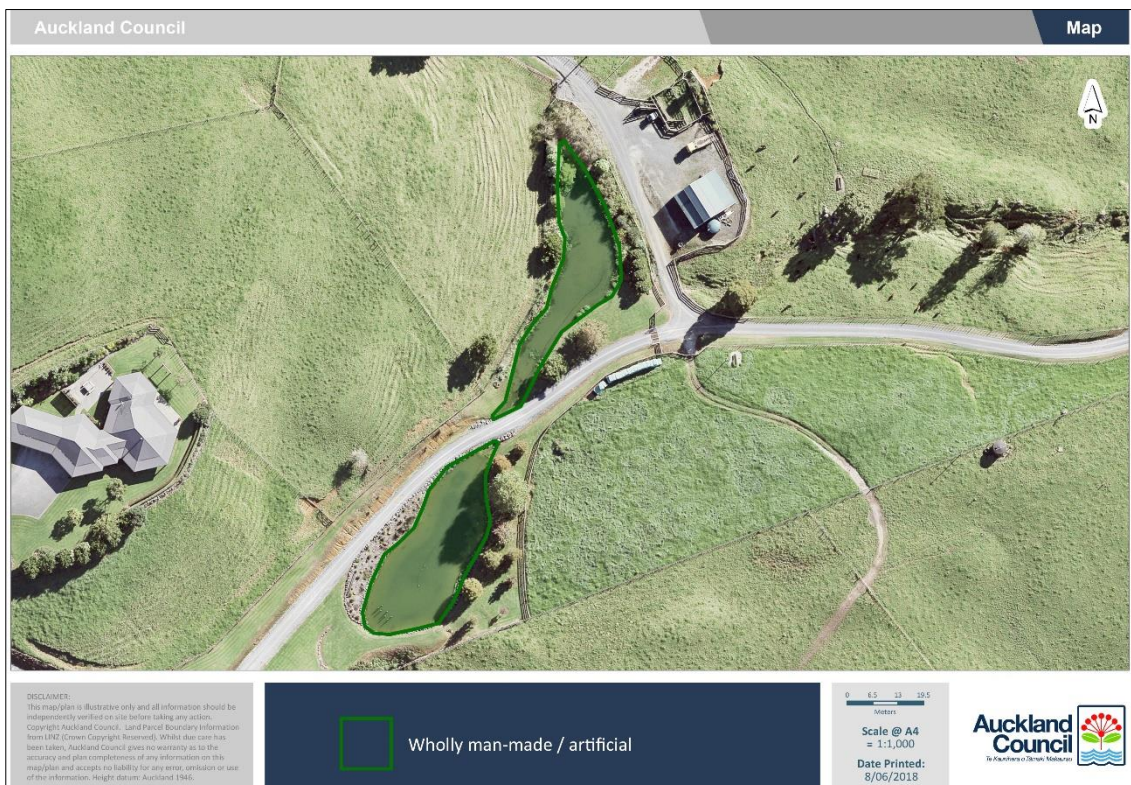 Auckland Council
Map
N
DISCLAIMER:
This map/plan is illustrative only and all information should be
independently verified on site before taking any action.
Copyright Auckland Council. Land Parcel Boundary Information
from LINZ (Crown Copyright Reserved). Whilst due care has
been taken, Auckland Council gives no warranty as to the
accuracy and plan completeness of any information on this
map/plan and accepts no liability for any error, omission or use
of the information. Height datum: Auckland 1946.
Wholly man-made / artificial
0 6.5 13 19.5
Meters
Scale @ A4
= 1:1,000
Date Printed:
8/06/2018
Auckland
Council
Te Kaunihera o Tāmaki Makaurau